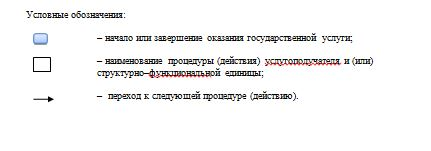 Условные обозначения:
– начало или завершение оказания государственной услуги;
– наименование процедуры (действия) услугополучателя и (или)
структурно–функциональной единицы;
– переход к следующей процедуре (действию).